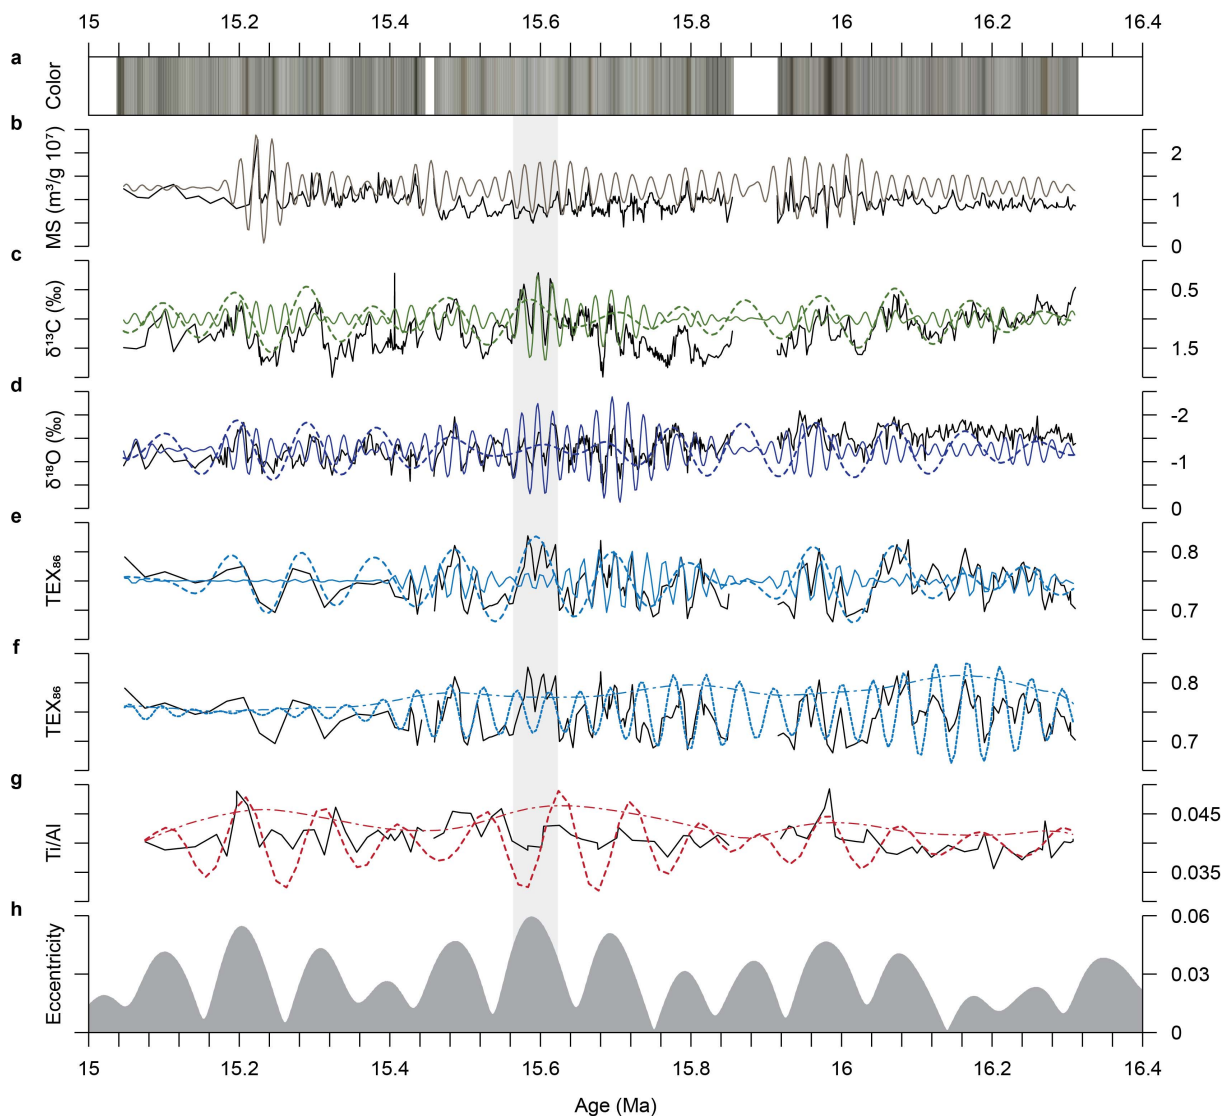 15 15.2 15.4 15.6 15.8 16 16.2 16.4
a
Color
b
MS (m³/g 10⁷)
2
1
0
c
δ¹³C (‰)
0.5
1.5
d
δ¹⁸O (‰)
-2
-1
0
e
TEX₈₆
0.8
0.7
f
TEX₈₆
0.8
0.7
g
Ti/Al
0.045
0.035
h
Eccentricity
0.06
0.03
0
15 15.2 15.4 15.6 15.8 16 16.2 16.4
Age (Ma)